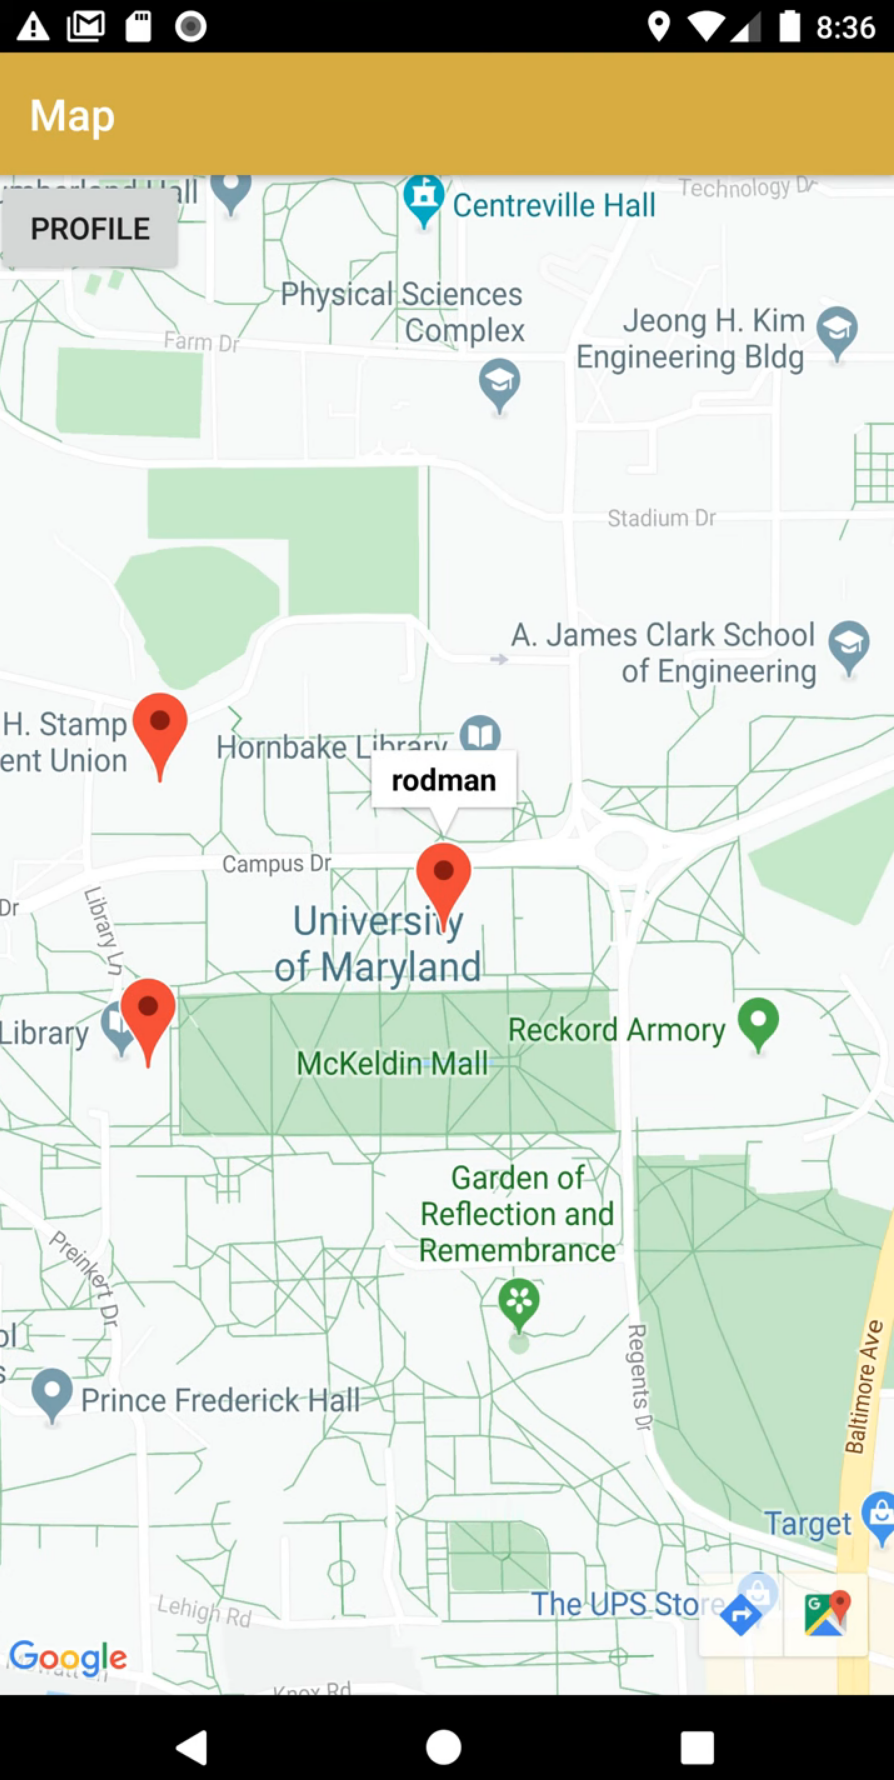 8:36
Map
Technology Dr
PROFILE
Centreville Hall
Physical Sciences
Complex
Jeong H. Kim
Engineering Bldg
Farm Dr
Stadium Dr
A. James Clark School
of Engineering
H. Stamp
ent Union
Hornbake Library
rodman
Campus Dr
Dr
Library Ln
University
of Maryland
Library
Reckord Armory
McKeldin Mall
Garden of
Reflection and
Remembrance
Preinkert Dr
ol
s
Regents Dr
Baltimore Ave
Prince Frederick Hall
Target
The UPS Store
Lehigh Rd
G
Google
Knox Rd